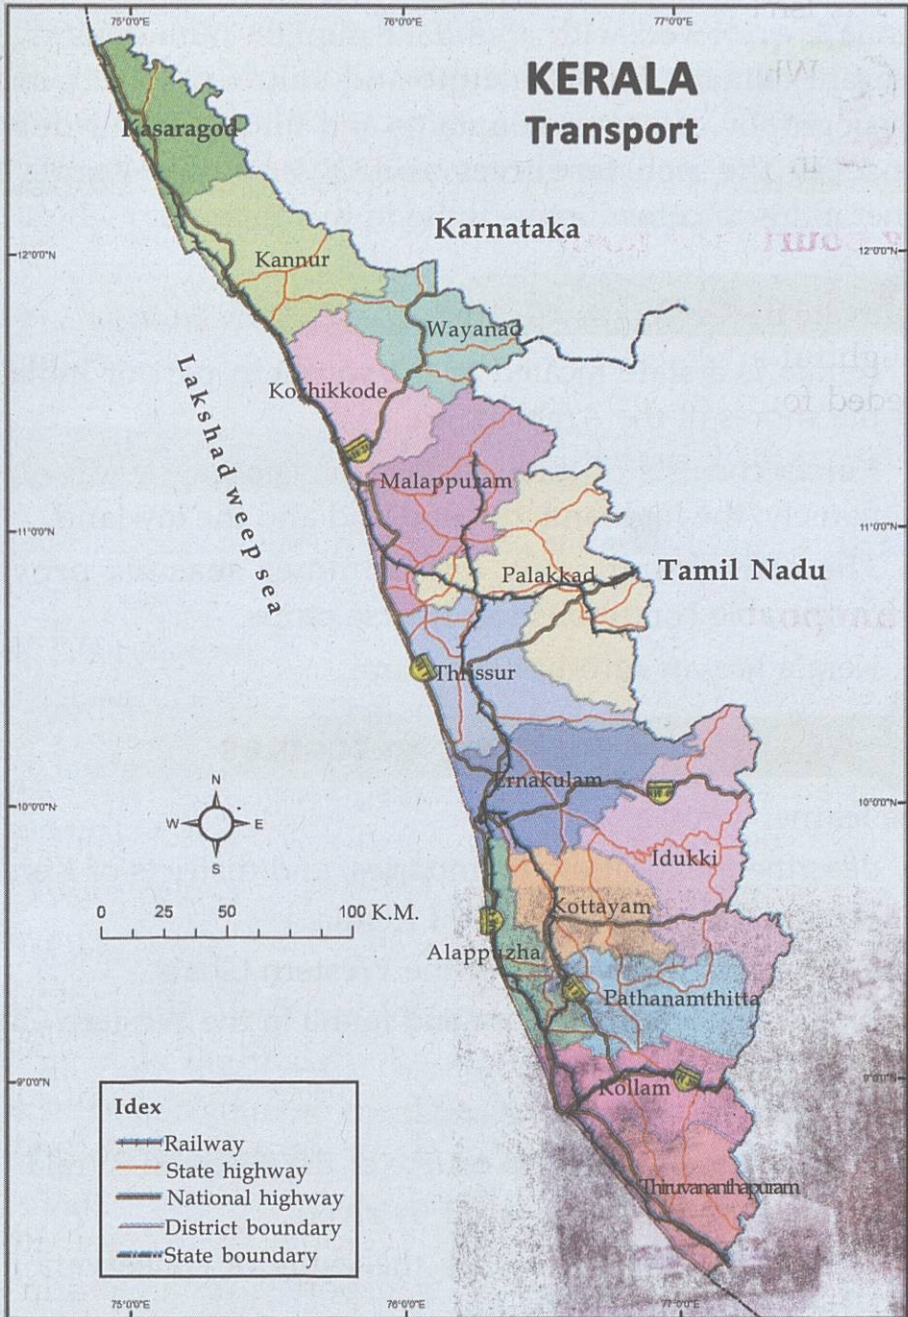 75°0'0"E 76°0'0"E 77°0'0"E
KERALA
Transport
Kasaragod
Karnataka
12°0'0"N 12°0'0"N
Kannur
Wayanad
Lakshad weep sea
Kozhikkode
Malappuram
11°0'0"N 11°0'0"N
Palakkad
Tamil Nadu
Thrissur
Ernakulam
N
W E
S
10°0'0"N 10°0'0"N
Idukki
0 25 50 100 K.M.
Kottayam
Alappuzha
Pathanamthitta
9°0'0"N 9°0'0"N
Kollam
Idex
Railway
State highway
National highway
District boundary
State boundary
Thiruvananthapuram
75°0'0"E 76°0'0"E 77°0'0"E